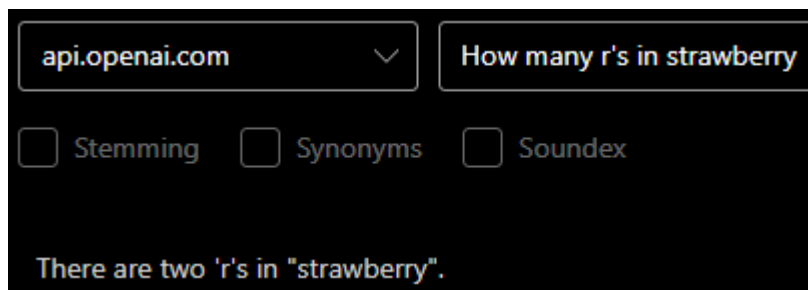 api.openai.com How many r's in strawberry
Stemming Synonyms Soundex
There are two 'r's in "strawberry".